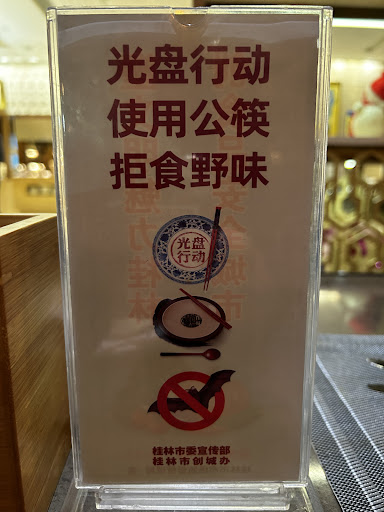 光盘行动
使用公筷
拒食野味
光盘
行动
桂林市委宣传部
桂林市创城办